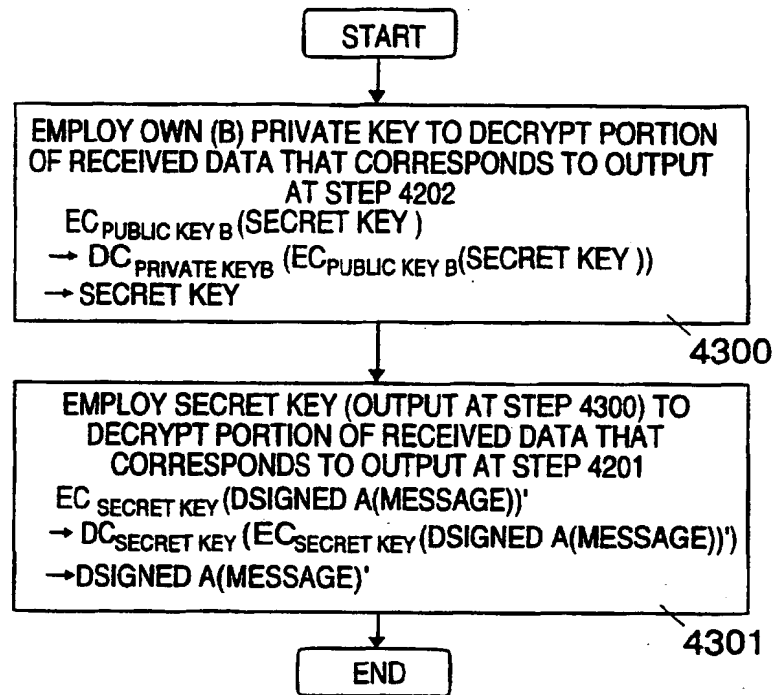 START
EMPLOY OWN (B) PRIVATE KEY TO DECRYPT PORTION
OF RECEIVED DATA THAT CORRESPONDS TO OUTPUT
AT STEP 4202
EC PUBLIC KEY B (SECRET KEY)
→ DC PRIVATE KEYB (EC PUBLIC KEY B(SECRET KEY ))
→ SECRET KEY
4300
EMPLOY SECRET KEY (OUTPUT AT STEP 4300) TO
DECRYPT PORTION OF RECEIVED DATA THAT
CORRESPONDS TO OUTPUT AT STEP 4201
EC SECRET KEY (DSIGNED A(MESSAGE))'
→ DC SECRET KEY (EC SECRET KEY (DSIGNED A(MESSAGE))')
→DSIGNED A(MESSAGE)'
4301
END